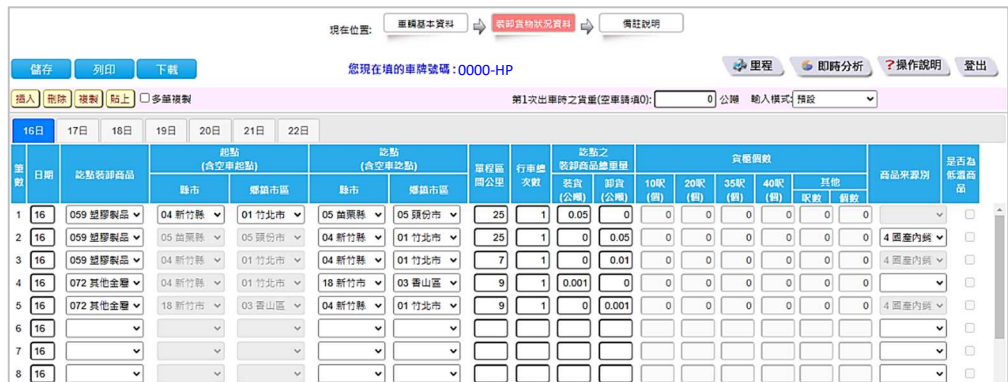 現在位置: 車輛基本資料 裝卸貨物狀況資料 備註說明
儲存 列印 下載 您現在填的車牌號碼：0000-HP 里程 即時分析 ?操作說明 登出
插入 刪除 複製 貼上 多筆複製 第1次出車時之貨重(空車請填0): 0 公噸 輸入模式: 預設
16日 17日 18日 19日 20日 21日 22日
筆數 日期 訖點裝卸商品 起點(含空車起點) 訖點(含空車訖點) 單程區間公里 行車總次數 訖點之裝卸商品總重量 貨櫃個數 商品來源別 是否為低溫商品
縣市 鄉鎮市區 縣市 鄉鎮市區 裝貨(公噸) 卸貨(公噸) 10呎(個) 20呎(個) 35呎(個) 40呎(個) 其他
呎數 個數
1 16 059 塑膠製品 04 新竹縣 01 竹北市 05 苗栗縣 05 頭份市 25 1 0.05 0 0 0 0 0 0 0
2 16 059 塑膠製品 05 苗栗縣 05 頭份市 04 新竹縣 01 竹北市 25 1 0 0.05 0 0 0 0 0 0 4 國產內銷
3 16 059 塑膠製品 04 新竹縣 01 竹北市 04 新竹縣 01 竹北市 7 1 0 0.01 0 0 0 0 0 0 4 國產內銷
4 16 072 其他金屬 04 新竹縣 01 竹北市 18 新竹市 03 香山區 9 1 0.001 0 0 0 0 0 0 0
5 16 072 其他金屬 18 新竹市 03 香山區 04 新竹縣 01 竹北市 9 1 0 0.001 0 0 0 0 0 0 4 國產內銷
6 16
7 16
8 16